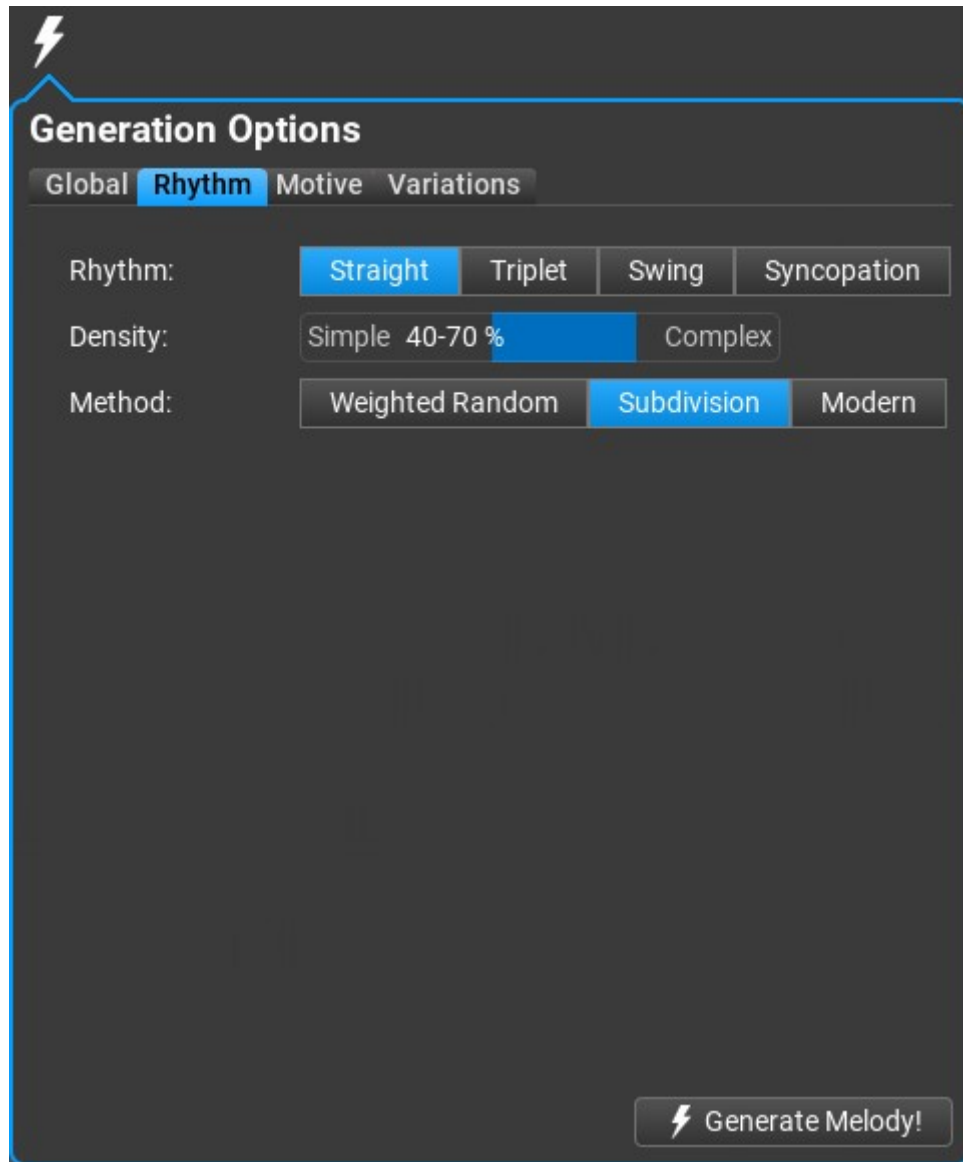 Generation Options
Global Rhythm Motive Variations
Rhythm: Straight Triplet Swing Syncopation
Density: Simple 40-70 % Complex
Method: Weighted Random Subdivision Modern
Generate Melody!